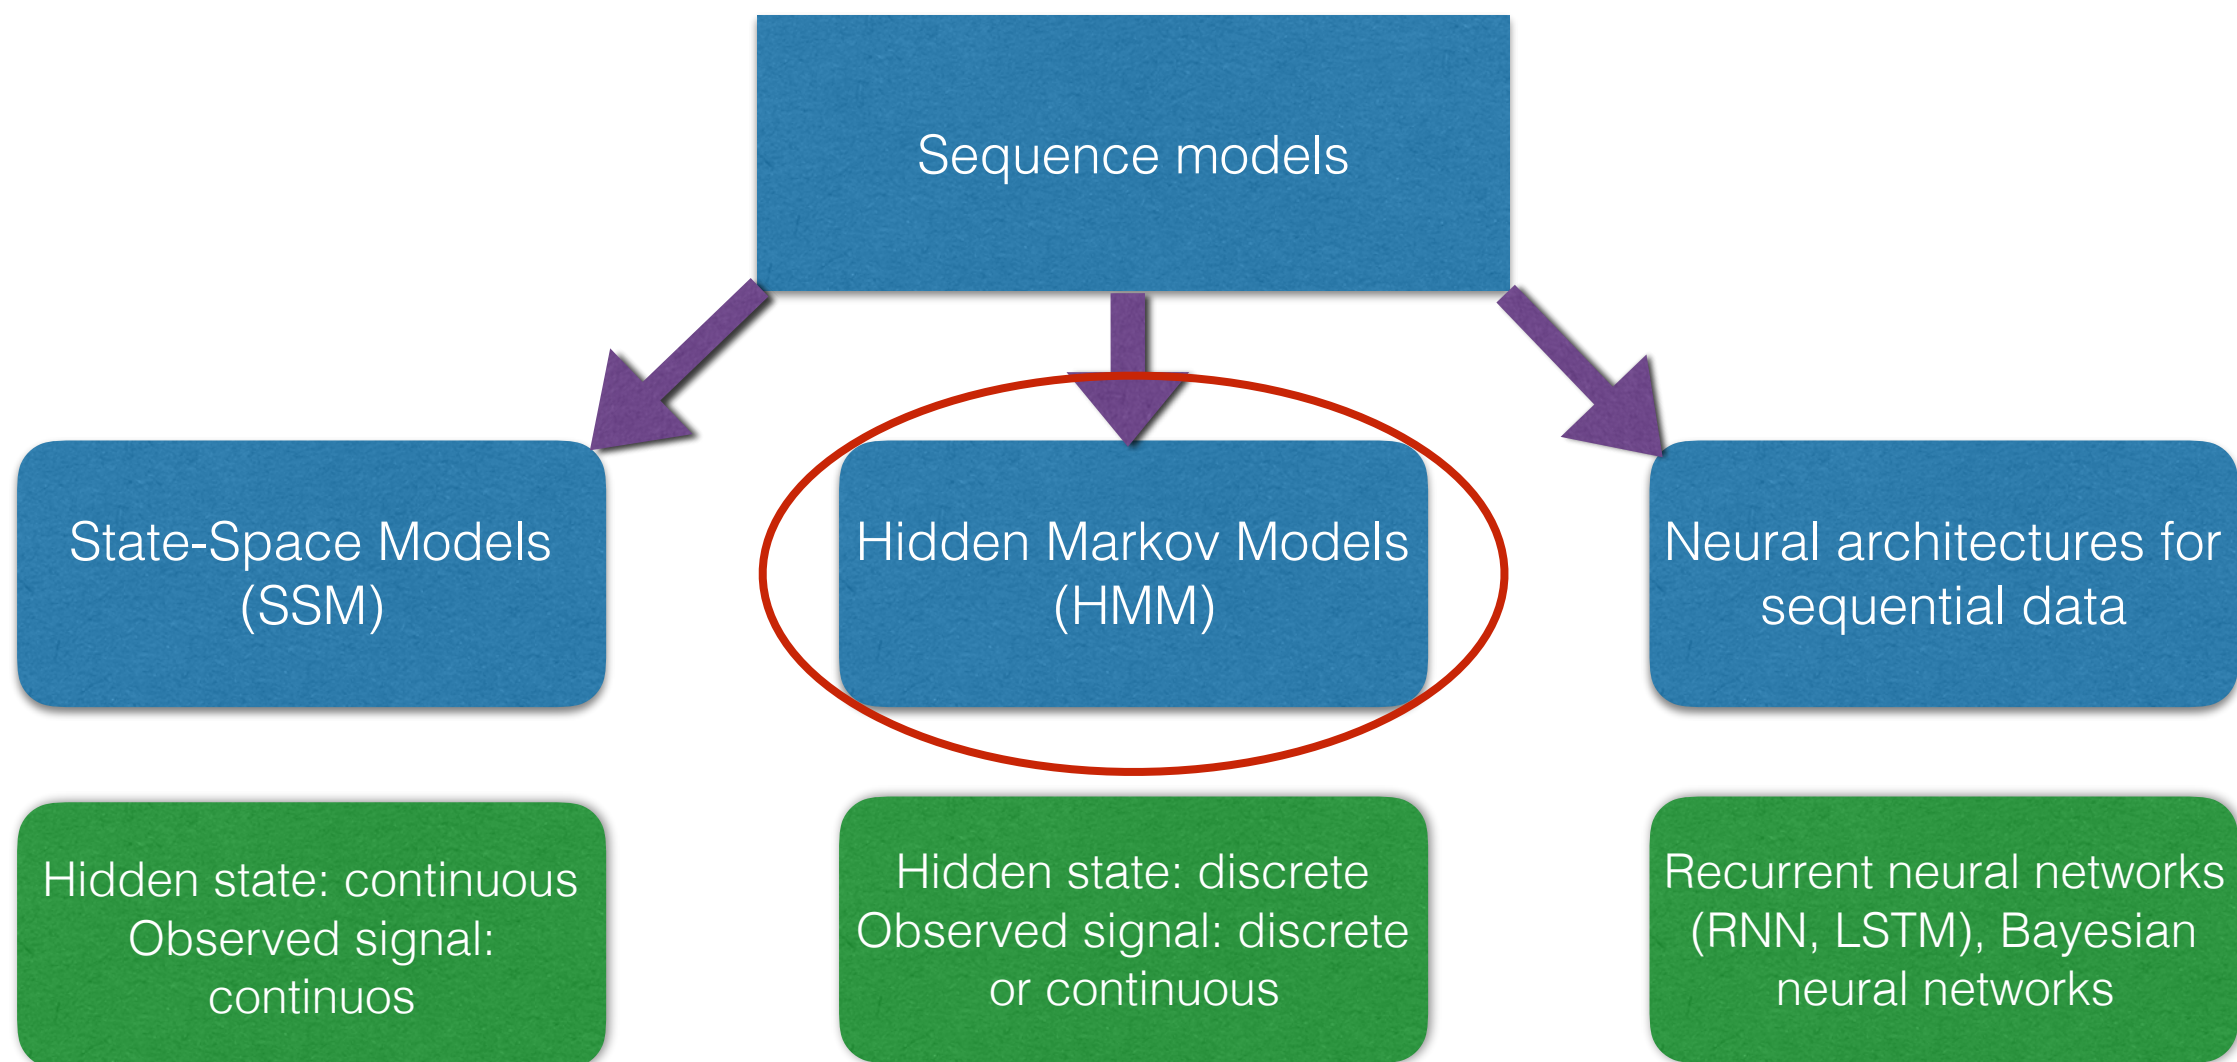 Sequence models
State-Space Models
(SSM)
Hidden Markov Models
(HMM)
Neural architectures for
sequential data
Hidden state: continuous
Observed signal:
continuos
Hidden state: discrete
Observed signal: discrete
or continuous
Recurrent neural networks
(RNN, LSTM), Bayesian
neural networks